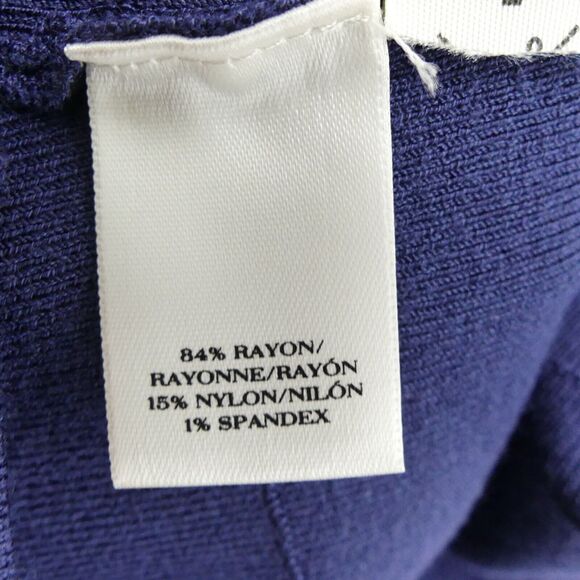 84% RAYON/
RAYONNE/RAYÓN
15% NYLON/NILÓN
1% SPANDEX